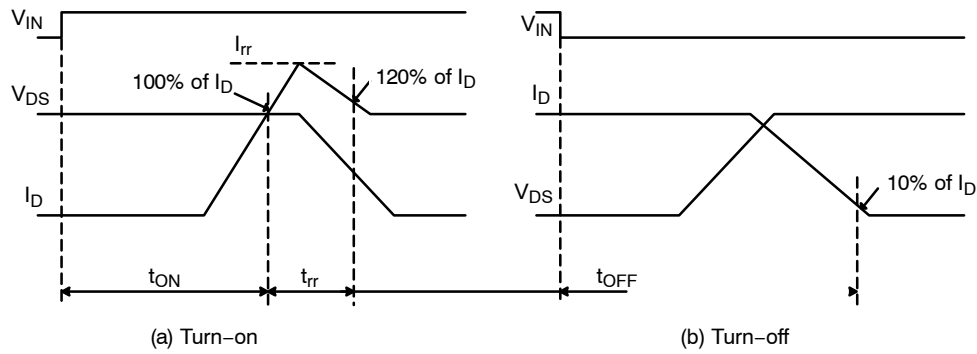 V_IN
I_rr
100% of I_D
120% of I_D
V_DS
I_D
t_ON
t_rr
(a) Turn−on
V_IN
I_D
V_DS
10% of I_D
t_OFF
(b) Turn−off